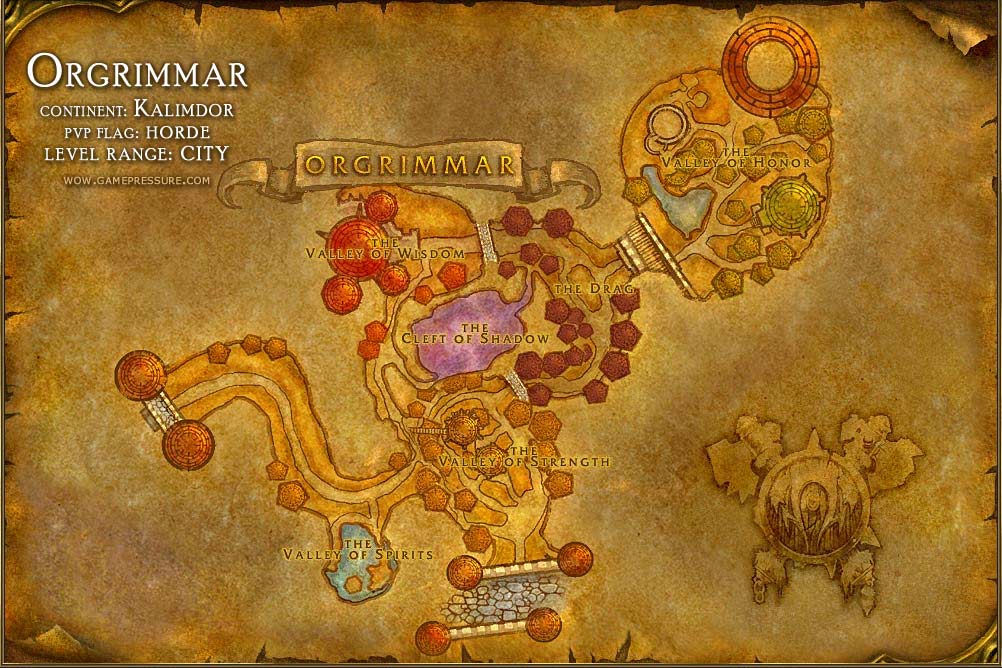 ORGRIMMAR
CONTINENT: KALIMDOR
PVP FLAG: HORDE
LEVEL RANGE: CITY
WOW.GAMEPRESSURE.COM
ORGRIMMAR
THE
VALLEY OF HONOR
THE
VALLEY OF WISDOM
THE DRAG
THE
CLEFT OF SHADOW
THE
VALLEY OF STRENGTH
THE
VALLEY OF SPIRITS